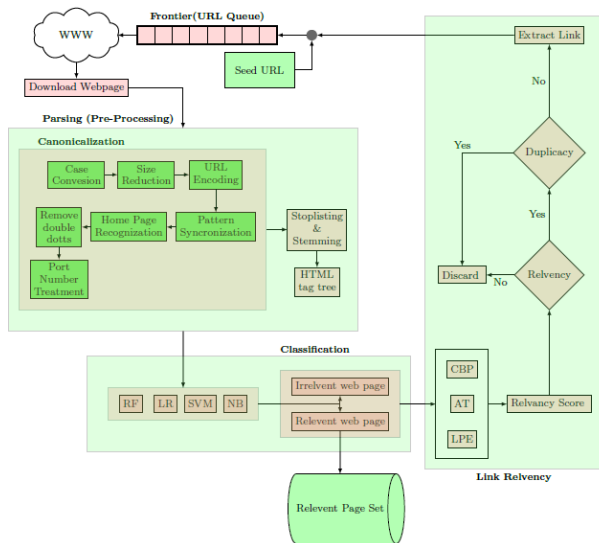 Frontier(URL Queue)
WWW
Extract Link
Seed URL
Download Webpage
No
Parsing (Pre-Processing)
Canonicalization
Yes
Duplicacy
Case
Convesion
Size
Reduction
URL
Encoding
Yes
Remove
double
dotts
Home Page
Recognization
Pattern
Syncronization
Stoplisting
&
Stemming
Port
Number
Treatment
HTML
tag tree
Discard
No
Relvency
Classification
CBP
Irrelvent web page
RF
LR
SVM
NB
AT
Relvancy Score
Relevent web page
LPE
Link Relvency
Relevent Page Set